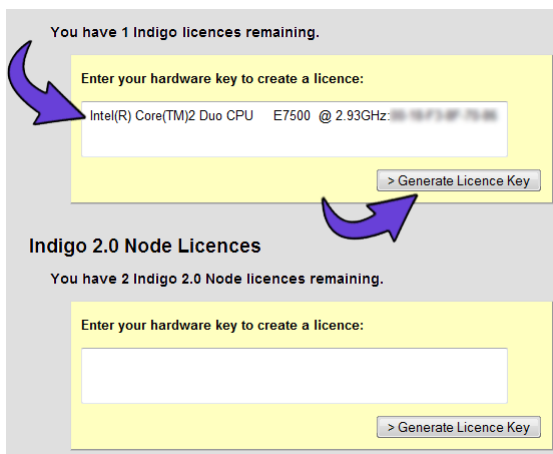 You have 1 Indigo licences remaining.
Enter your hardware key to create a licence:
Intel(R) Core(TM)2 Duo CPU E7500 @ 2.93GHz:
> Generate Licence Key
Indigo 2.0 Node Licences
You have 2 Indigo 2.0 Node licences remaining.
Enter your hardware key to create a licence:
> Generate Licence Key